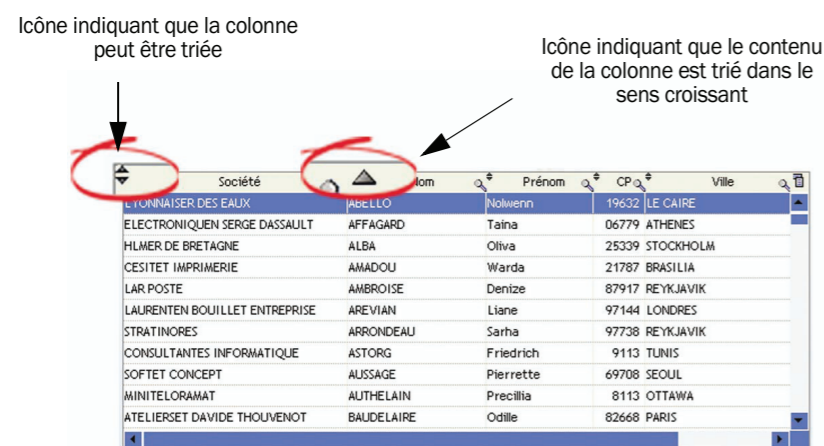 Icône indiquant que la colonne
peut être triée
Icône indiquant que le contenu
de la colonne est trié dans le
sens croissant
Société Nom Prénom CP Ville
LYONNAISER DES EAUX ABELLO Nolwenn 19632 LE CAIRE
ELECTRONIQUEN SERGE DASSAULT AFFAGARD Taina 06779 ATHENES
HLMER DE BRETAGNE ALBA Oliva 25339 STOCKHOLM
CESITET IMPRIMERIE AMADOU Warda 21787 BRASILIA
LAR POSTE AMBROISE Denize 87917 REYKJAVIK
LAURENTEN BOUILLET ENTREPRISE AREVIAN Liane 97144 LONDRES
STRATINORES ARRONDEAU Sarha 97738 REYKJAVIK
CONSULTANTES INFORMATIQUE ASTORG Friedrich 9113 TUNIS
SOFTET CONCEPT AUSSAGE Pierrette 69708 SEOUL
MINITELORAMAT AUTHELAIN Precillia 8113 OTTAWA
ATELIERSET DAVIDE THOUVENOT BAUDELAIRE Odille 82668 PARIS